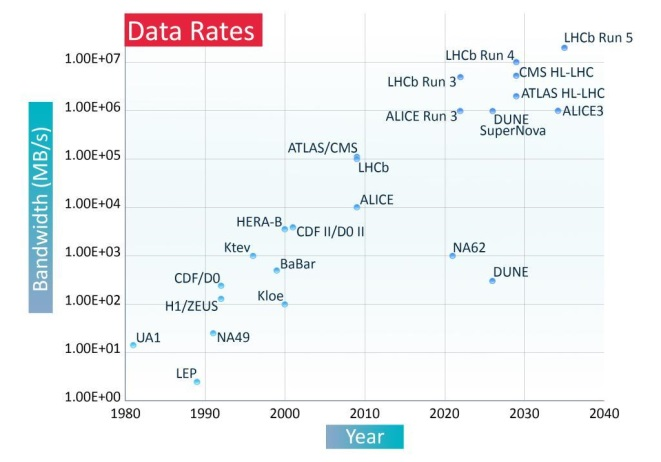 Data Rates
LHCb Run 5
LHCb Run 4
1.00E+07
CMS HL-LHC
LHCb Run 3
ATLAS HL-LHC
1.00E+06
ALICE Run 3
DUNE
SuperNova
ALICE3
ATLAS/CMS
1.00E+05
LHCb
ALICE
1.00E+04
HERA-B
CDF II/D0 II
Ktev
NA62
1.00E+03
BaBar
DUNE
CDF/D0
Kloe
1.00E+02
H1/ZEUS
UA1
NA49
1.00E+01
LEP
1.00E+00
Bandwidth (MB/s)
1980 1990 2000 2010 2020 2030 2040
Year